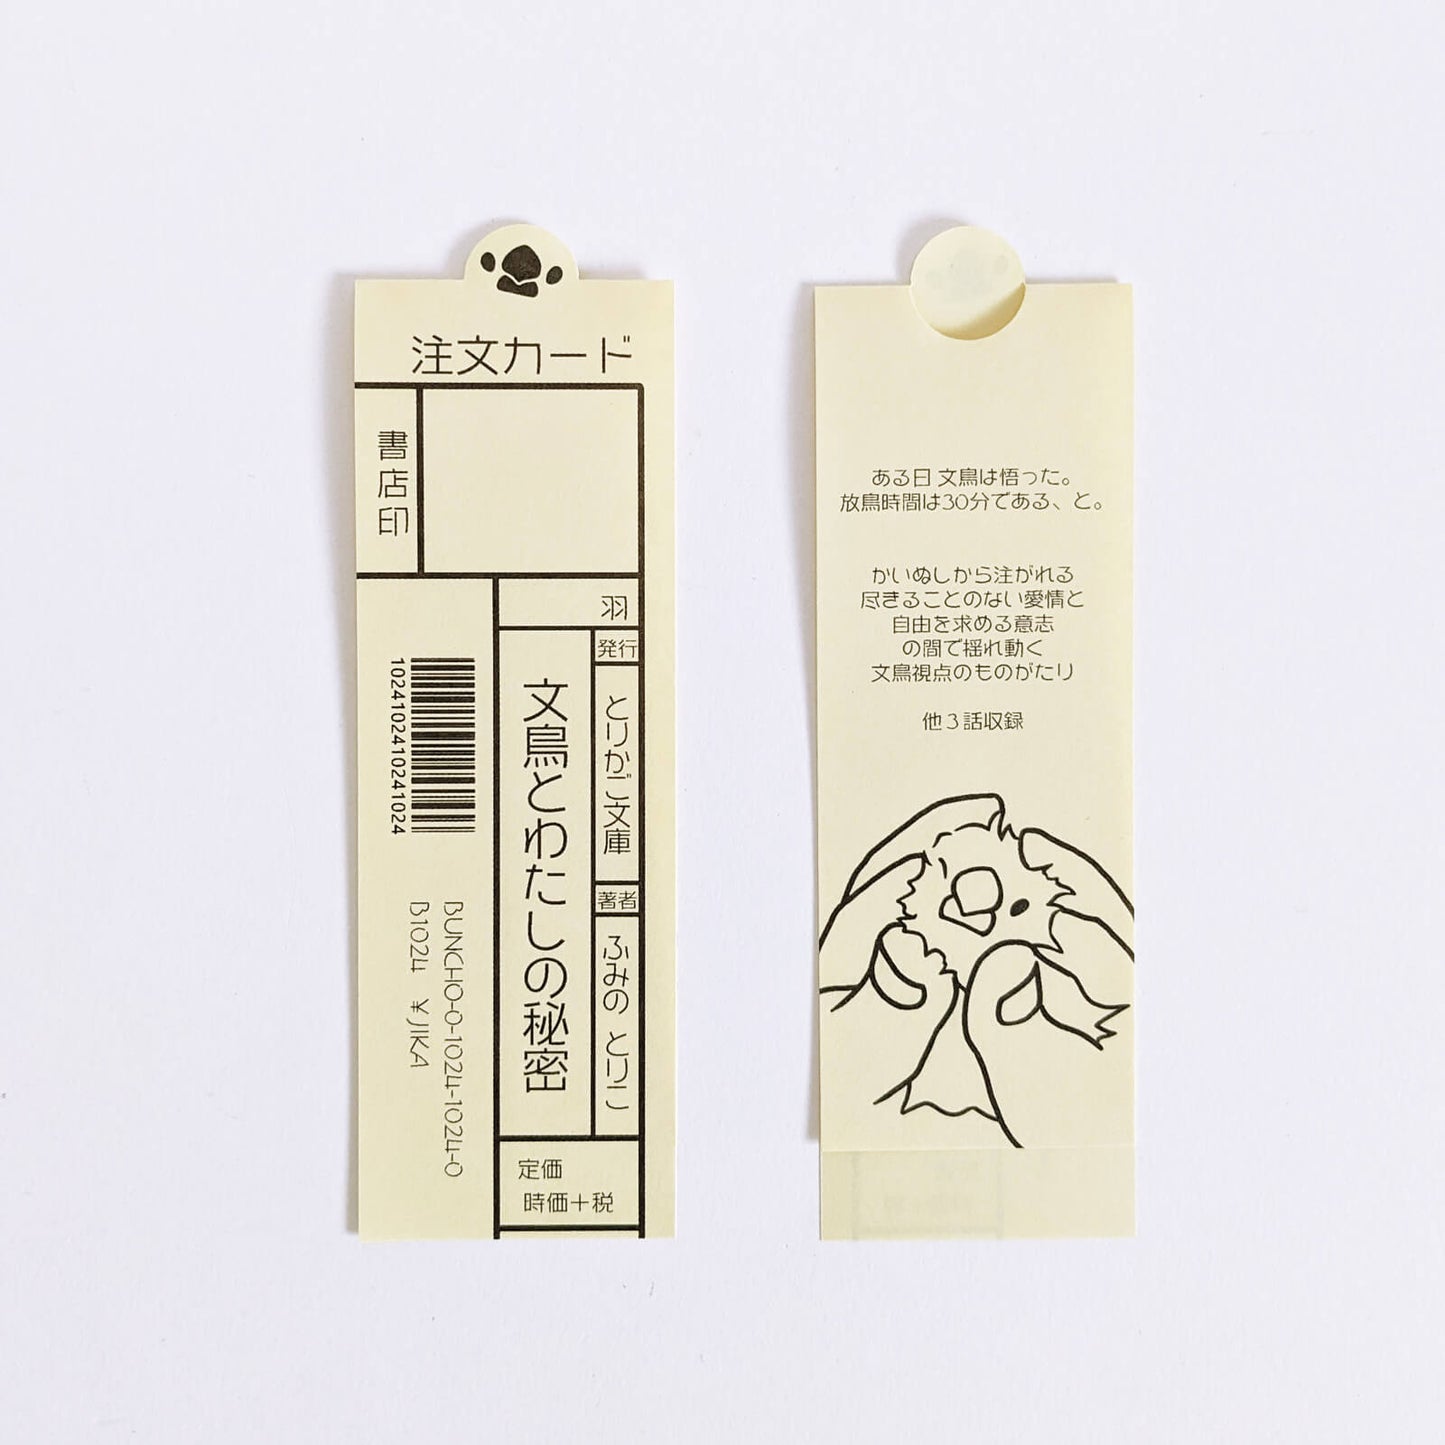 注文カード
書店印
羽
発行
とりかご文庫
著者
ふみの とりこ
文鳥とわたしの秘密
定価
時価+税
1024102410241024
BUNCHO-0-1024-1024-0
B1024 ¥JIKA
ある日 文鳥は悟った。
放鳥時間は30分である、と。
かいぬしから注がれる
尽きることのない愛情と
自由を求める意志
の間で揺れ動く
文鳥視点のものがたり
他3話収録